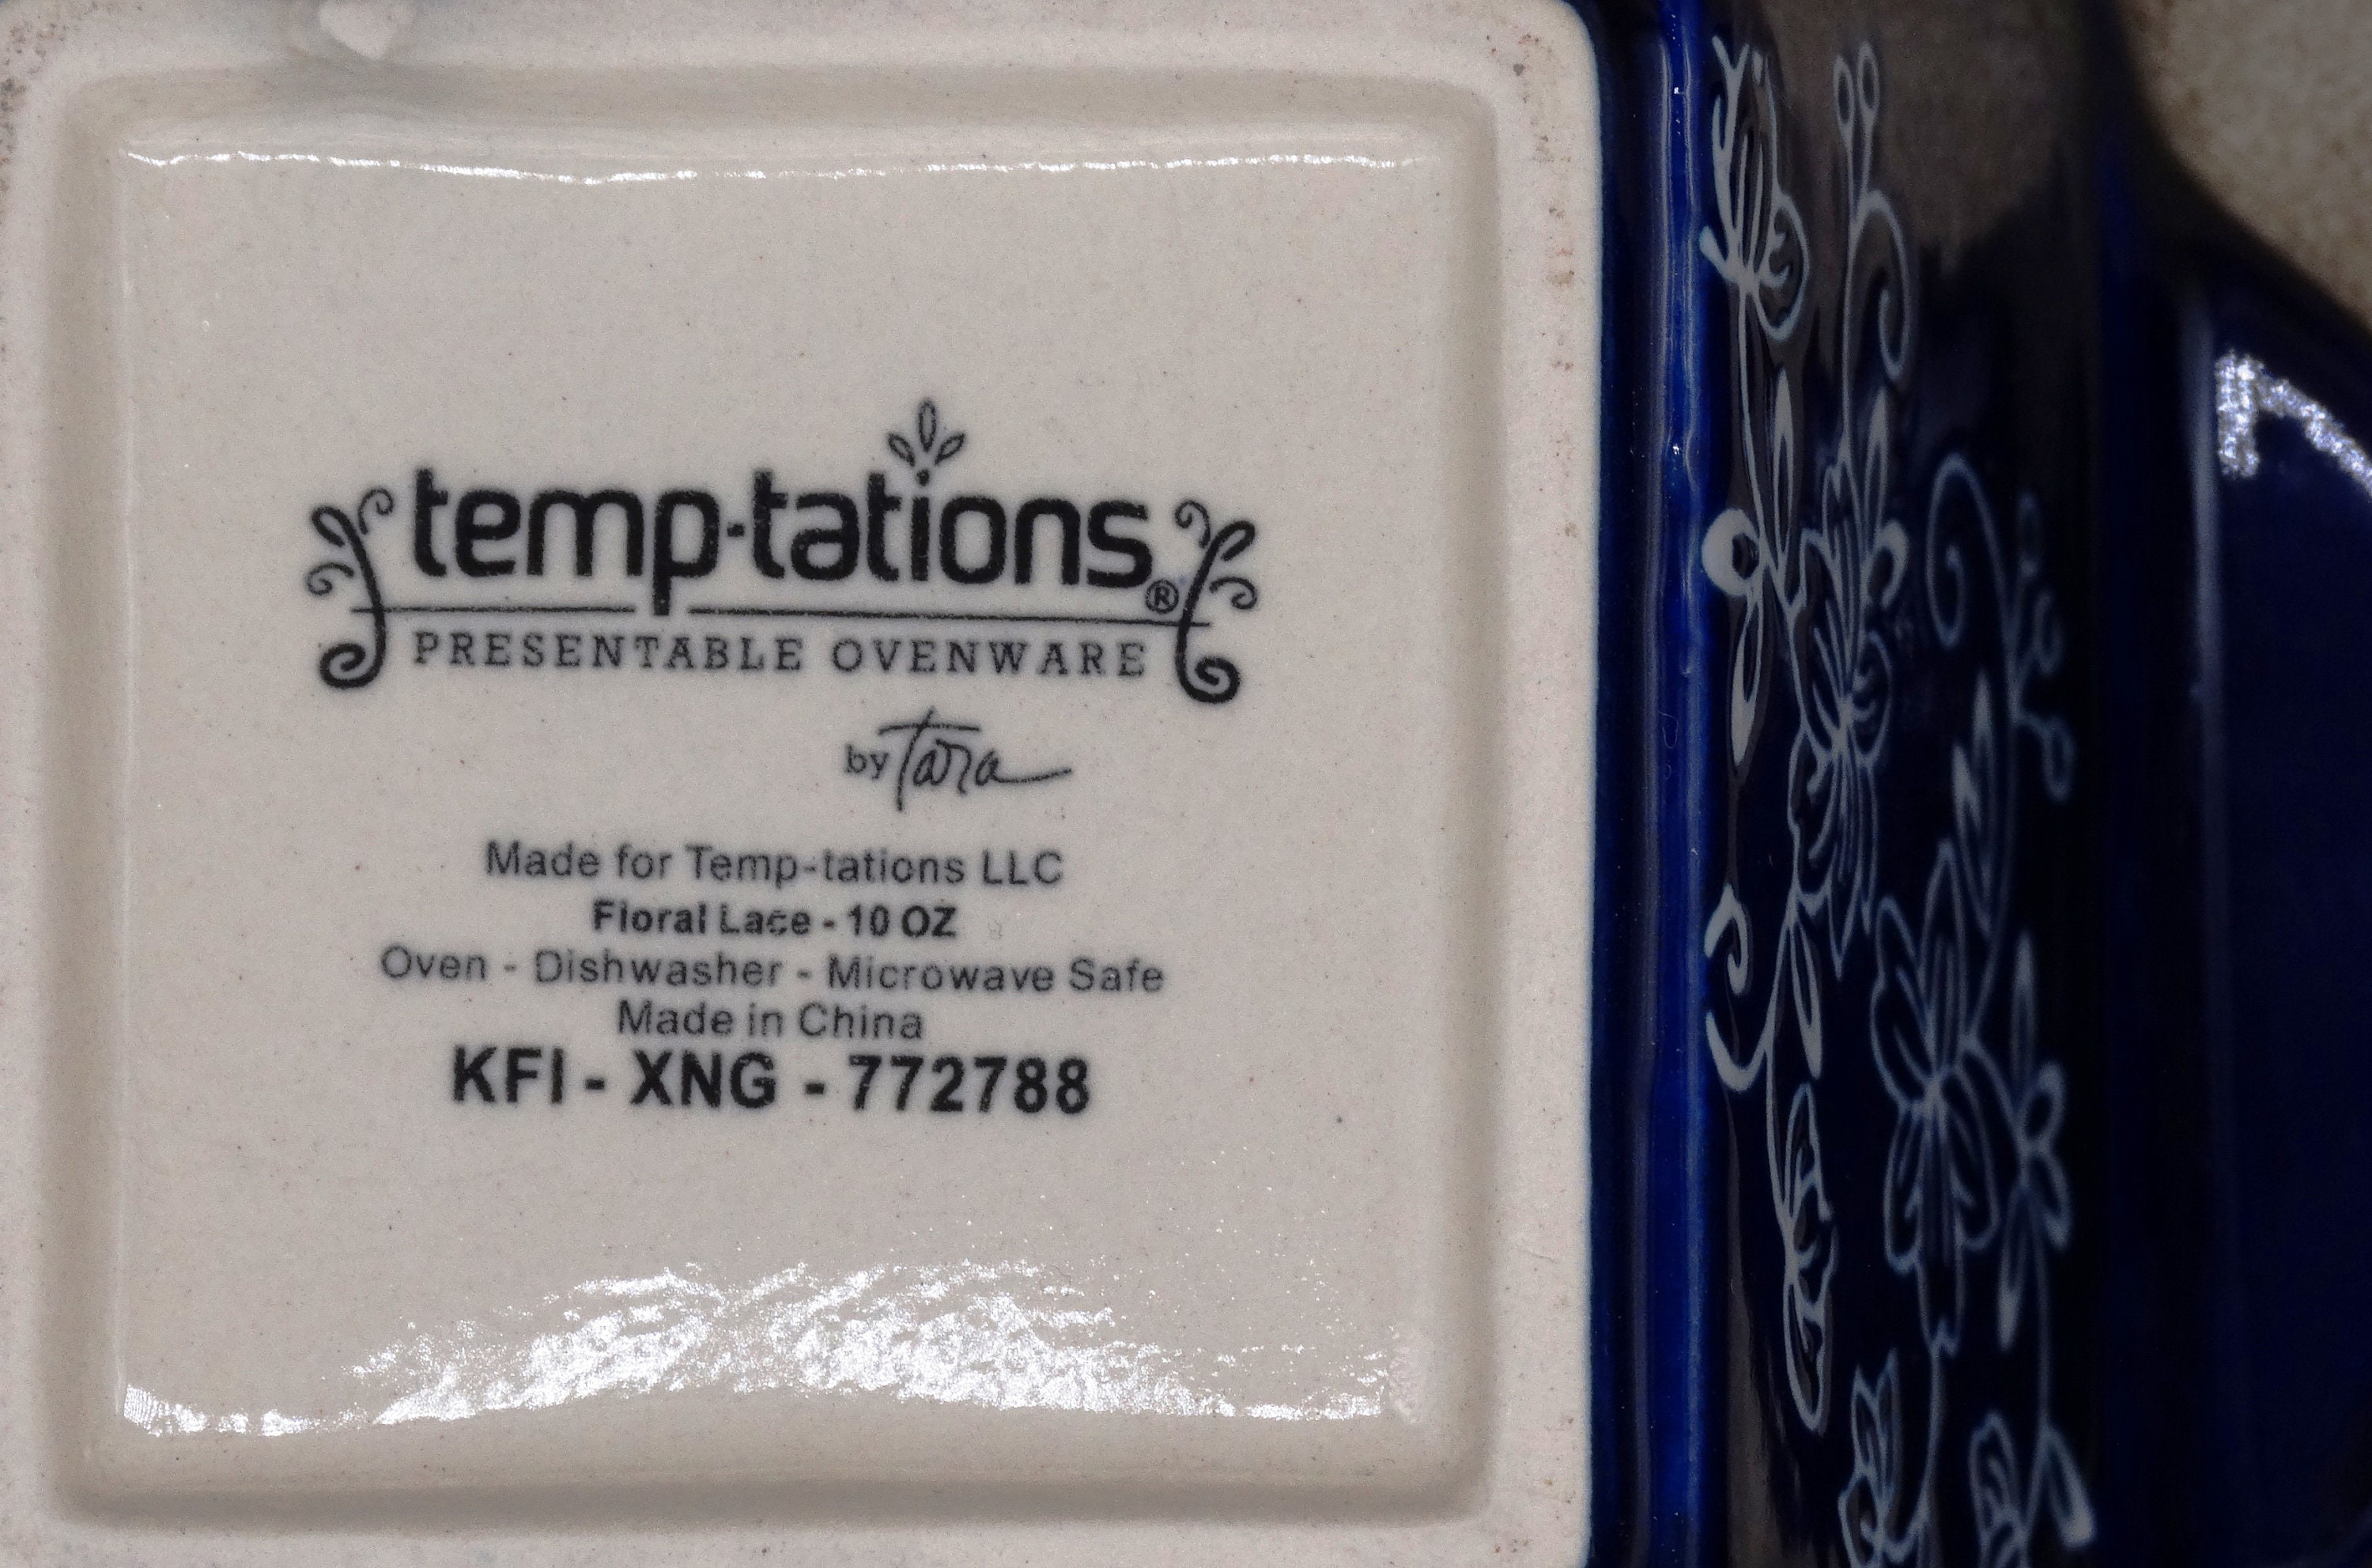 temp·tations®
PRESENTABLE OVENWARE
by Tara
Made for Temp-tations LLC
Floral Lace - 10 OZ
Oven - Dishwasher - Microwave Safe
Made in China
KFI - XNG - 772788